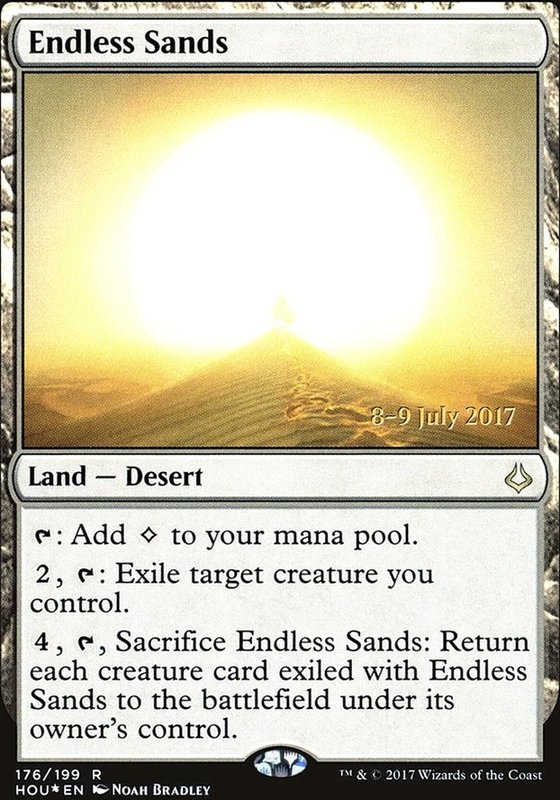 Endless Sands
8–9 July 2017
Land — Desert
: Add to your mana pool.
2, : Exile target creature you
control.
4, , Sacrifice Endless Sands: Return
each creature card exiled with Endless
Sands to the battlefield under its
owner's control.
176/199 R
HOU★EN Noah Bradley
™ & © 2017 Wizards of the Coast